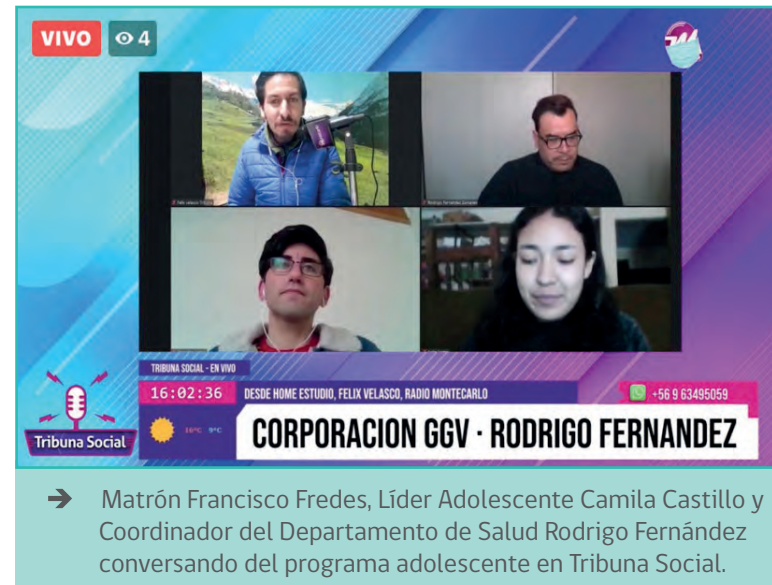 VIVO 4
TRIBUNA SOCIAL - EN VIVO
16:02:36 DESDE HOME ESTUDIO, FELIX VELASCO, RADIO MONTECARLO +56 9 63495059
16°C 9°C
CORPORACION GGV · RODRIGO FERNANDEZ
Tribuna Social
➔ Matrón Francisco Fredes, Líder Adolescente Camila Castillo y
Coordinador del Departamento de Salud Rodrigo Fernández
conversando del programa adolescente en Tribuna Social.